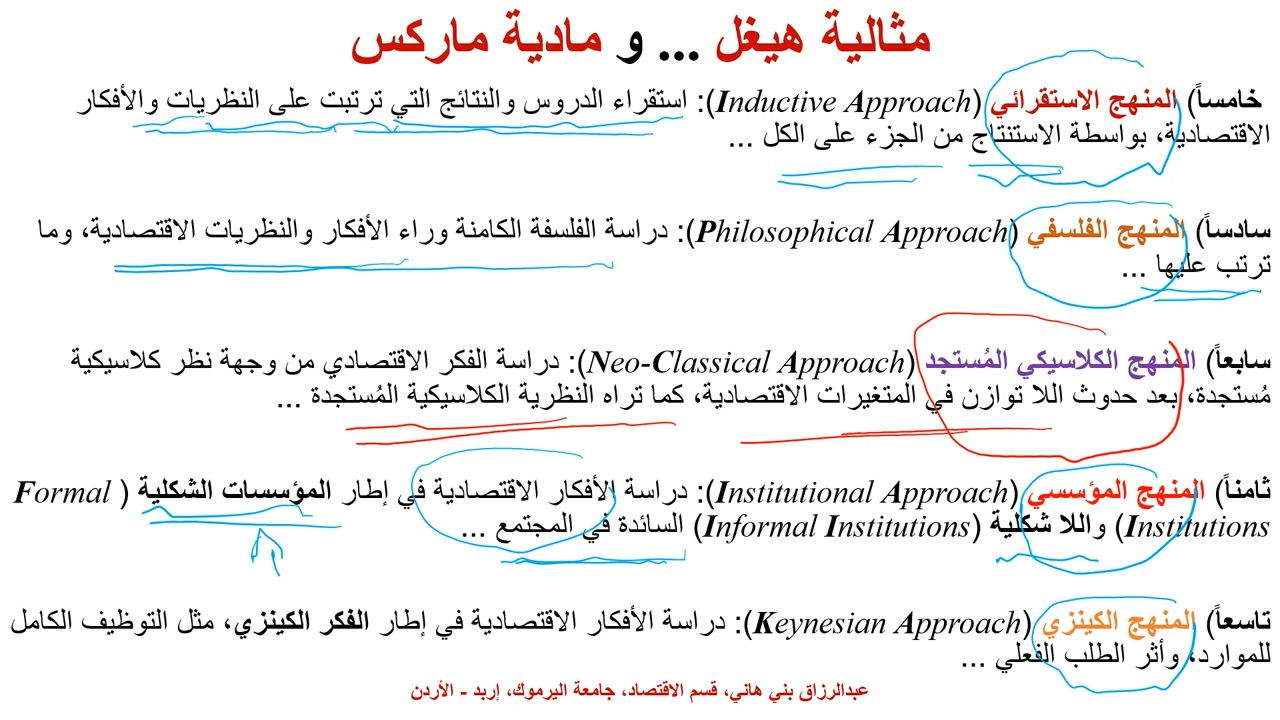 مثالية هيغل ... و مادية ماركس
خامساً) المنهج الاستقرائي (Inductive Approach): استقراء الدروس والنتائج التي ترتبت على النظريات والأفكار
الاقتصادية، بواسطة الاستنتاج من الجزء على الكل ...
سادساً) المنهج الفلسفي (Philosophical Approach): دراسة الفلسفة الكامنة وراء الأفكار والنظريات الاقتصادية، وما
ترتب عليها ...
سابعاً) المنهج الكلاسيكي المُستجد (Neo-Classical Approach): دراسة الفكر الاقتصادي من وجهة نظر كلاسيكية
مُستجدة، بعد حدوث اللا توازن في المتغيرات الاقتصادية، كما تراه النظرية الكلاسيكية المُستجدة ...
ثامناً) المنهج المؤسسي (Institutional Approach): دراسة الأفكار الاقتصادية في إطار المؤسسات الشكلية (Formal
Institutions) واللا شكلية (Informal Institutions) السائدة في المجتمع ...
تاسعاً) المنهج الكينزي (Keynesian Approach): دراسة الأفكار الاقتصادية في إطار الفكر الكينزي، مثل التوظيف الكامل
للموارد، وأثر الطلب الفعلي ...
عبدالرزاق بني هاني، قسم الاقتصاد، جامعة اليرموك، إربد - الأردن